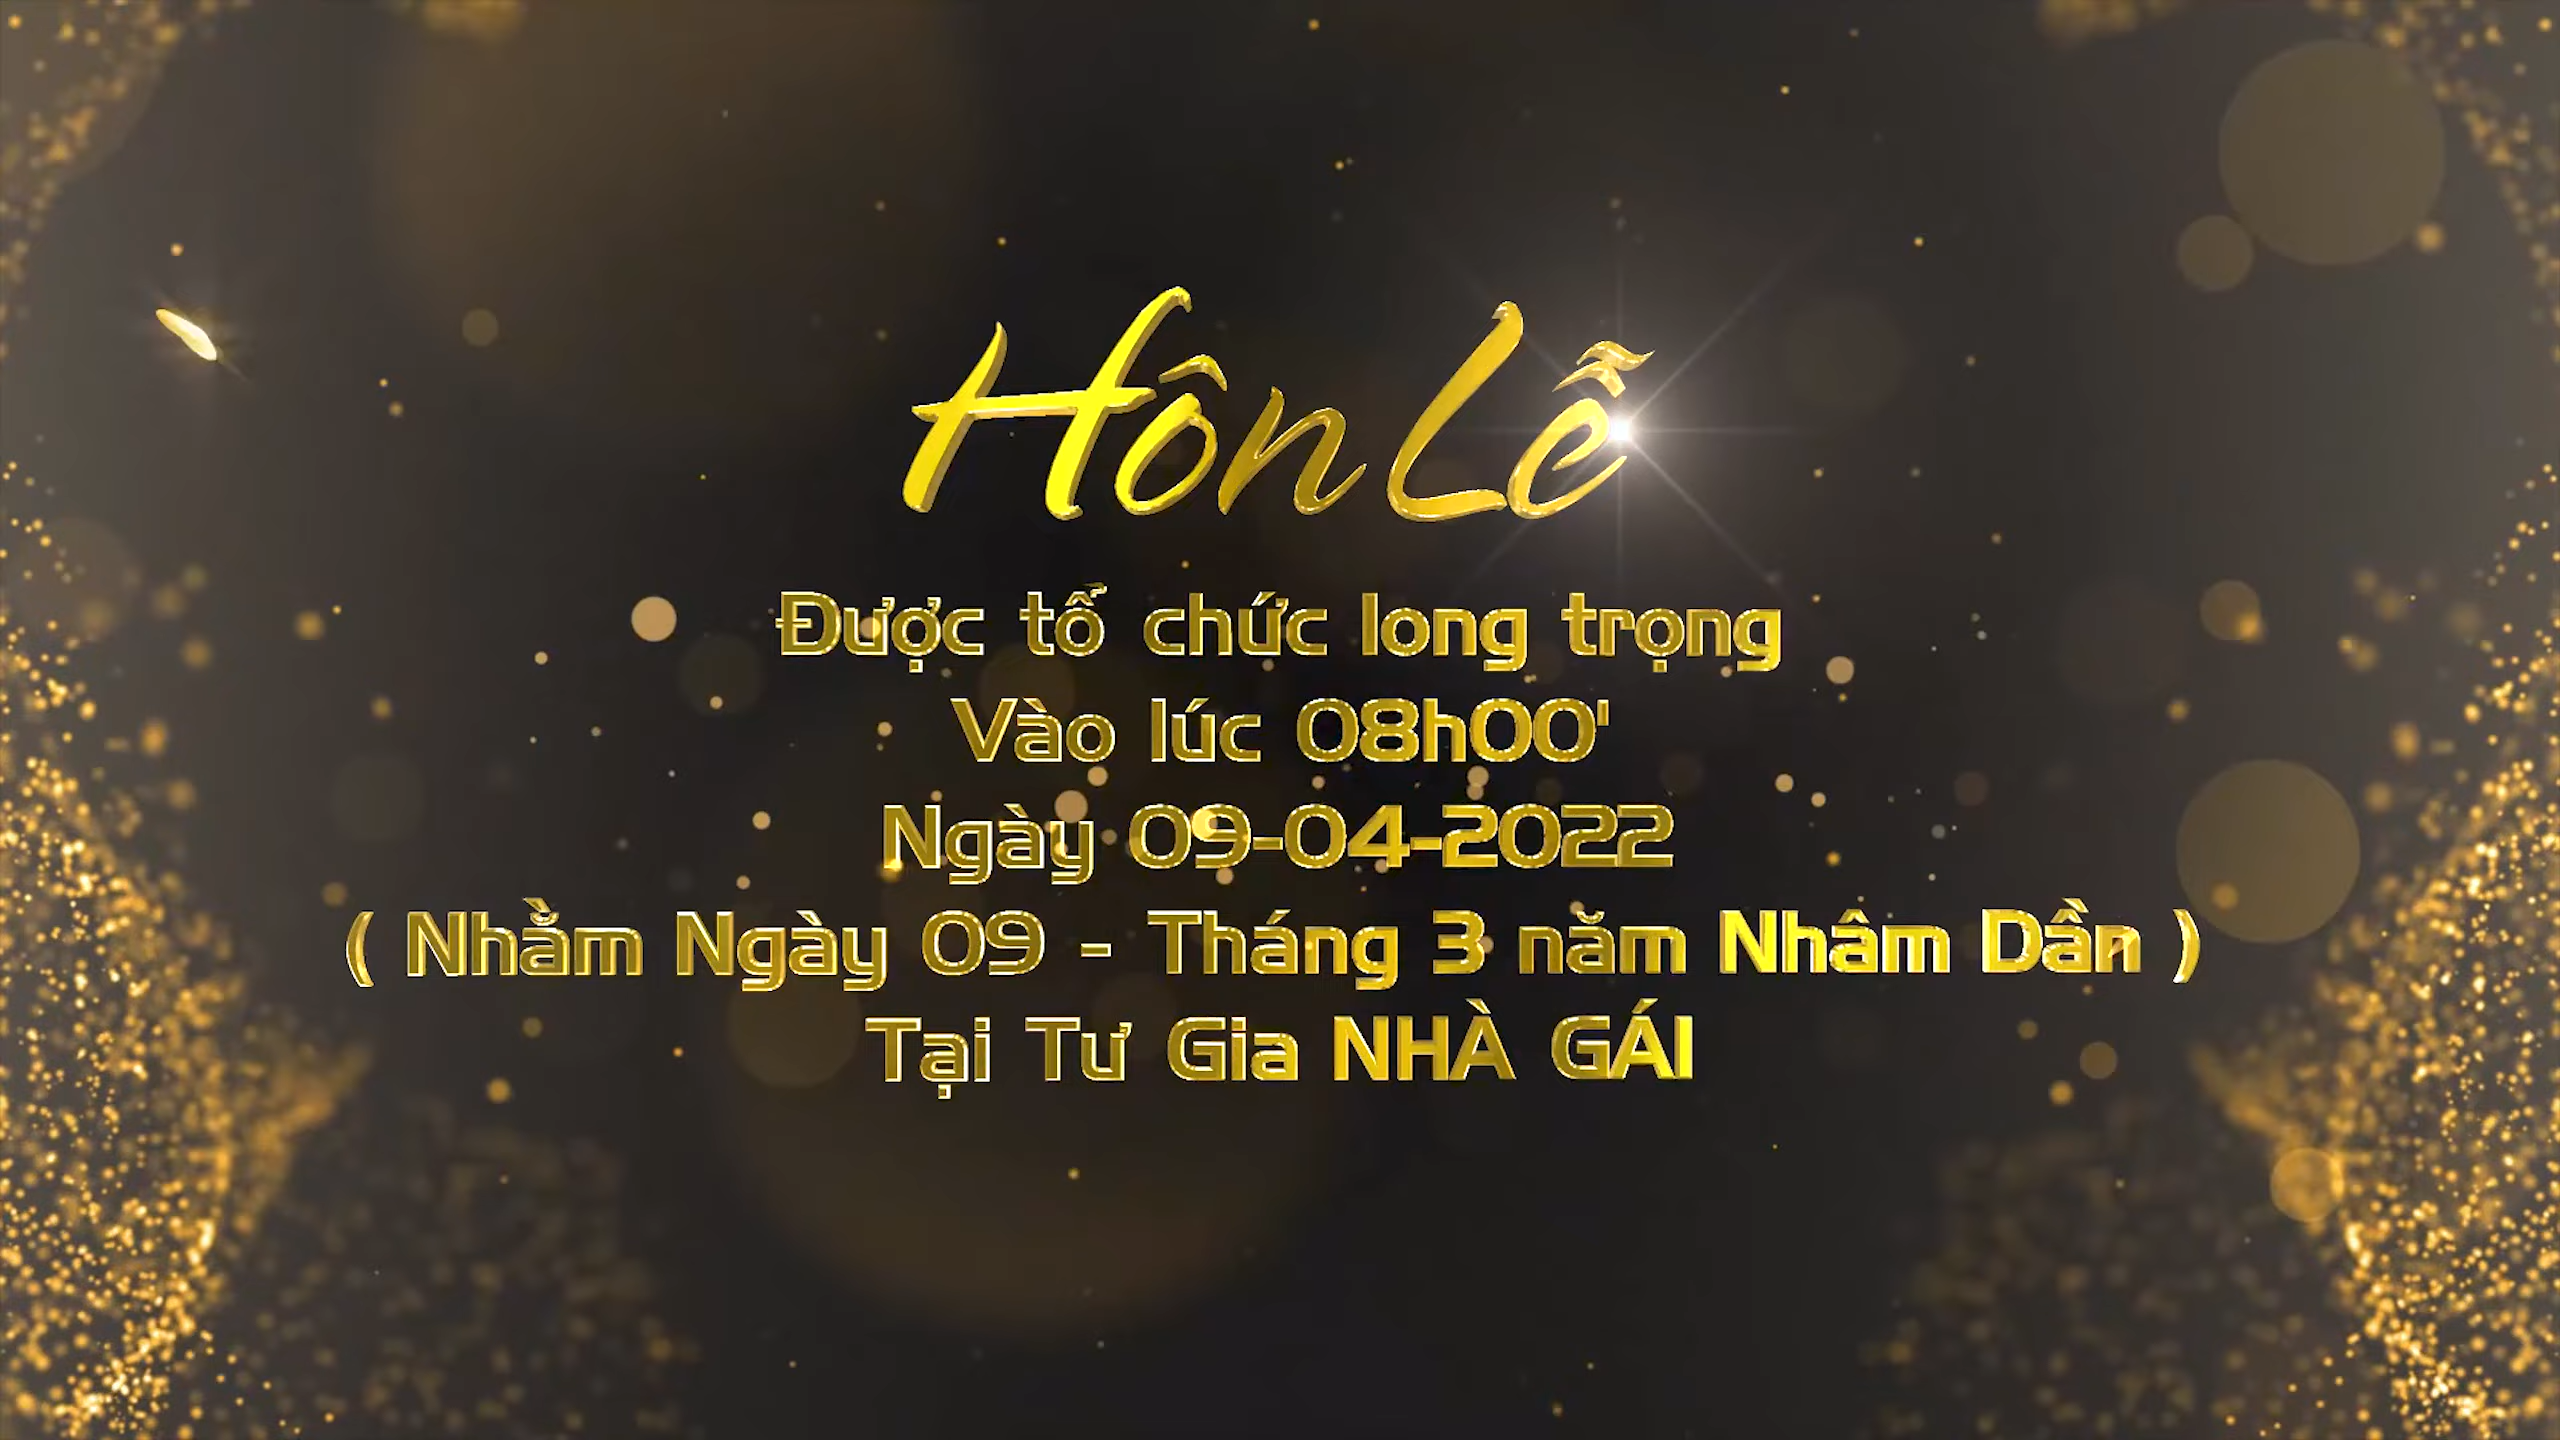 Hôn Lễ
Được tổ chức long trọng
Vào lúc 08h00'
Ngày 09-04-2022
( Nhằm Ngày 09 - Tháng 3 năm Nhâm Dần )
Tại Tư Gia NHÀ GÁI